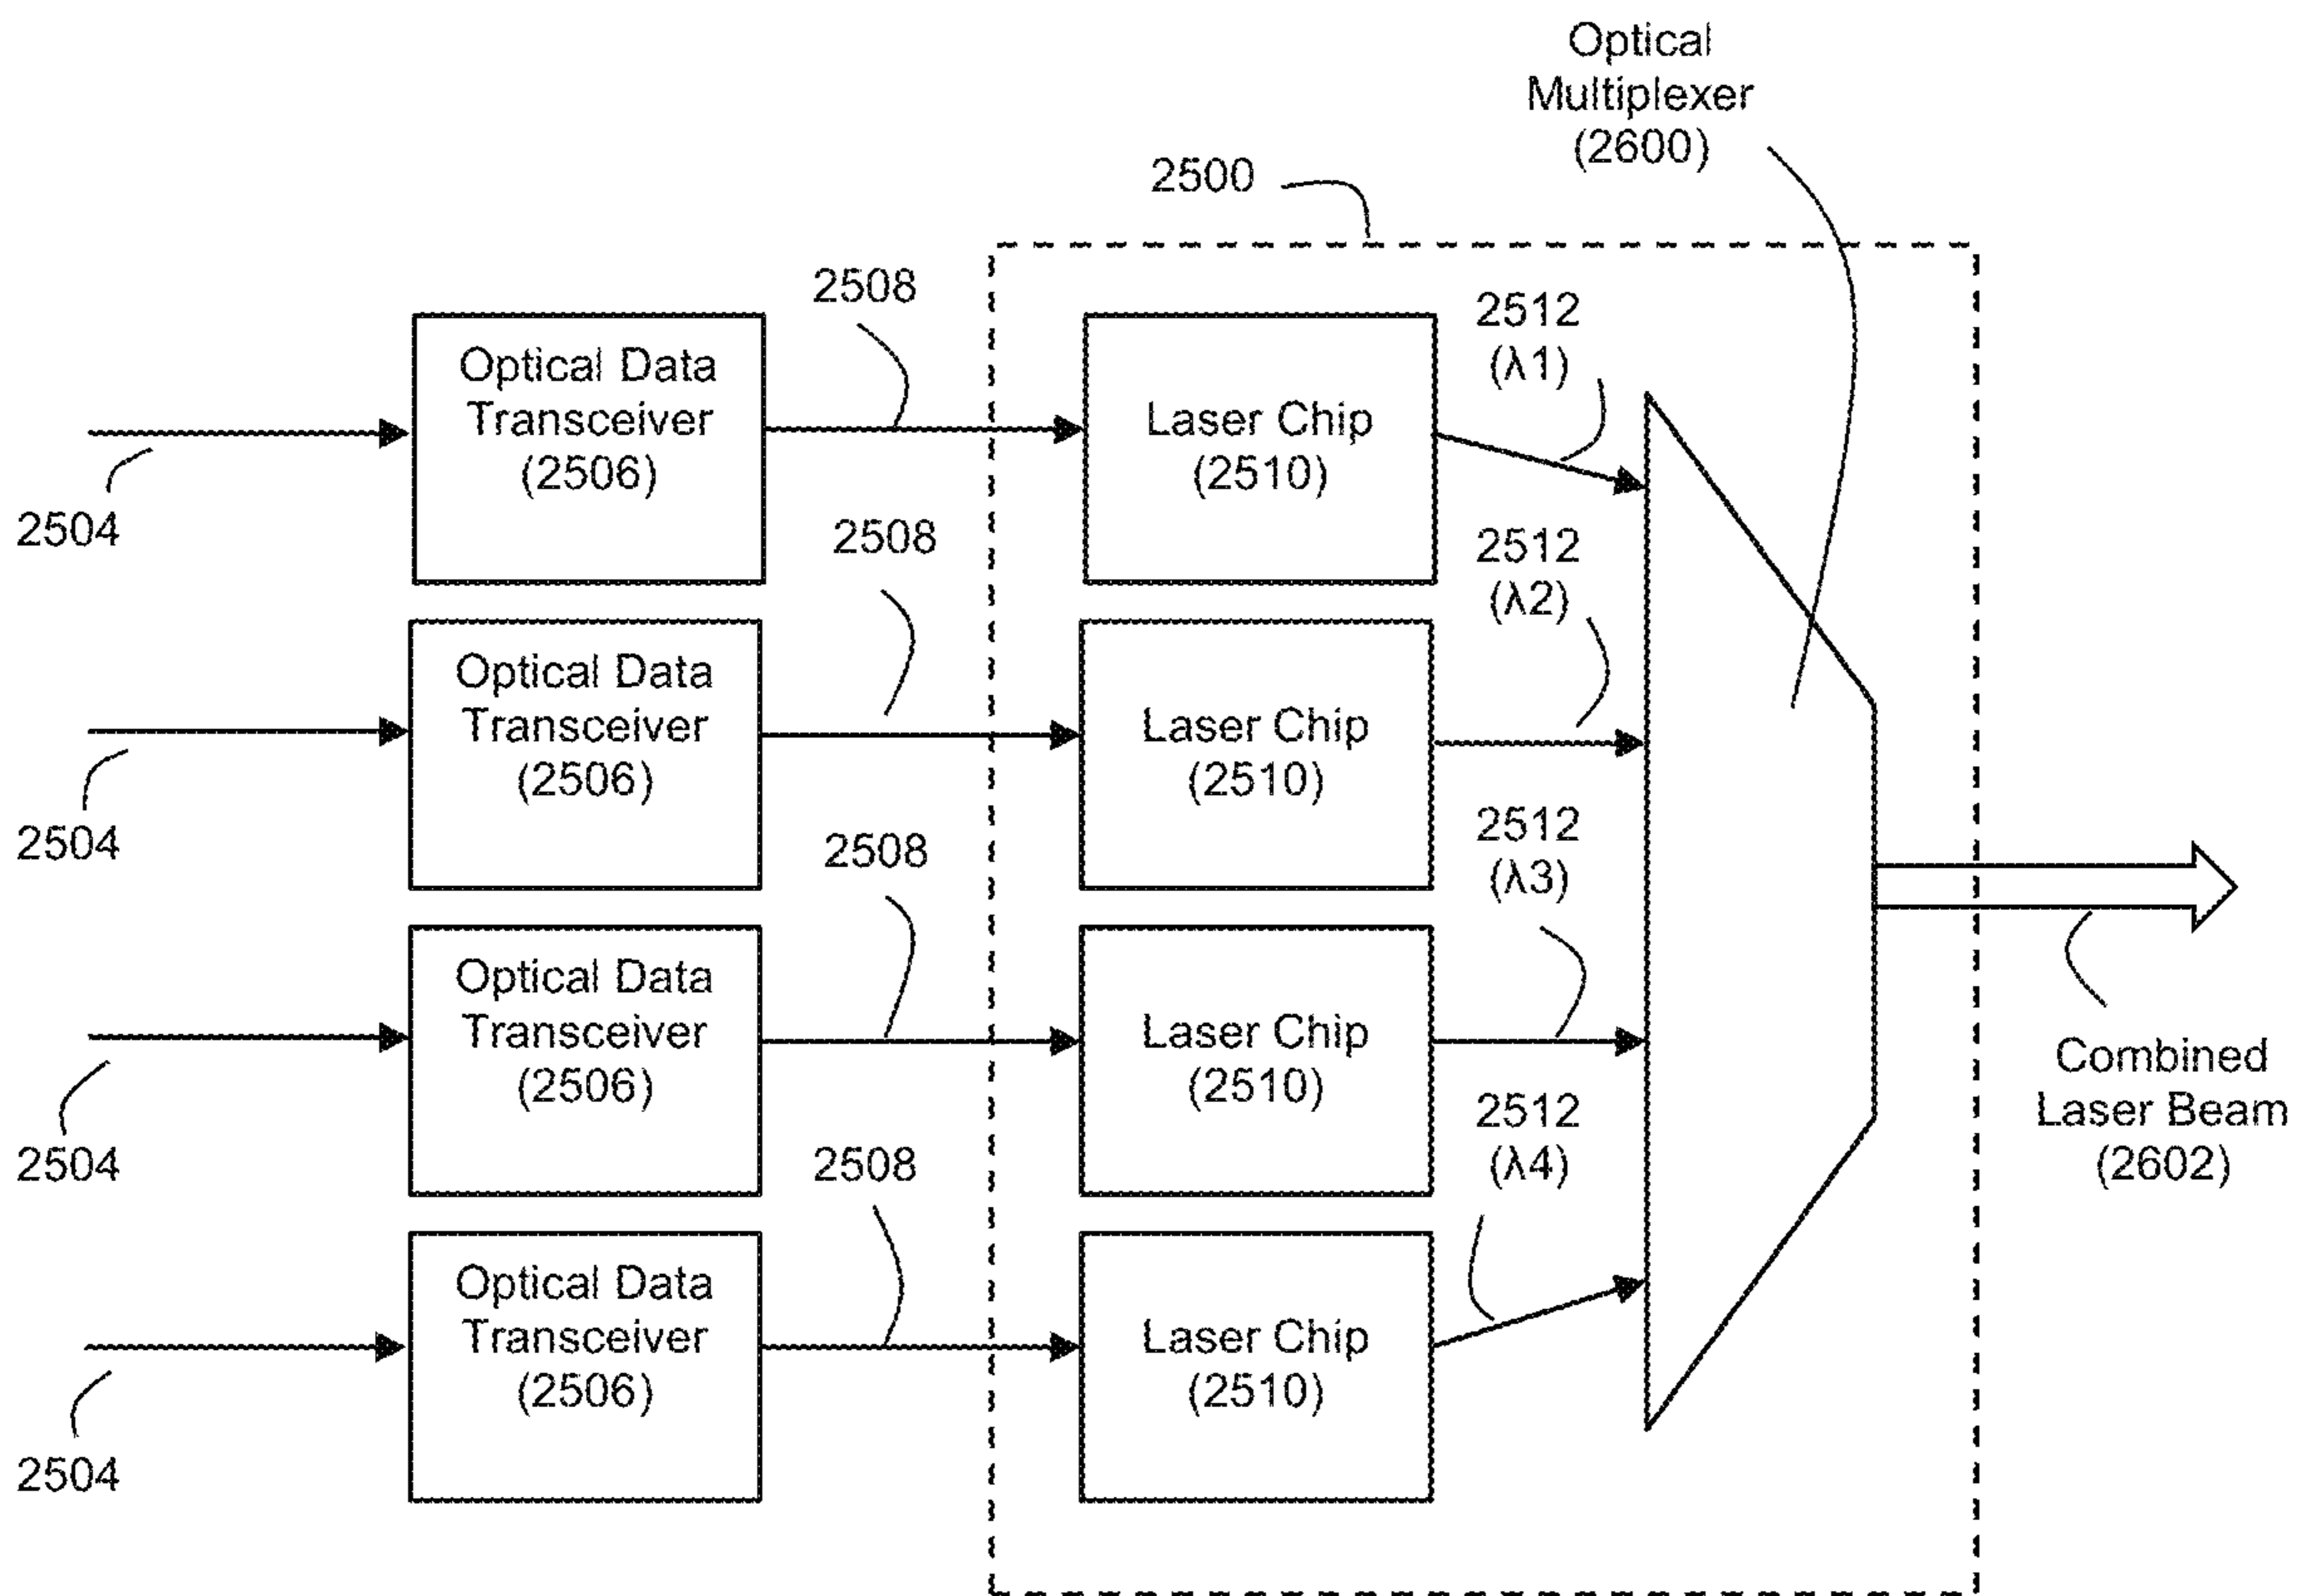 Optical
Multiplexer
(2600)
2500
2508
2512
(λ1)
Optical Data
Transceiver
(2506)
Laser Chip
(2510)
2504
2508
2512
(λ2)
Optical Data
Transceiver
(2506)
Laser Chip
(2510)
2504
2508
2512
(λ3)
Optical Data
Transceiver
(2506)
Laser Chip
(2510)
Combined
Laser Beam
(2602)
2504
2508
2512
(λ4)
Optical Data
Transceiver
(2506)
Laser Chip
(2510)
2504